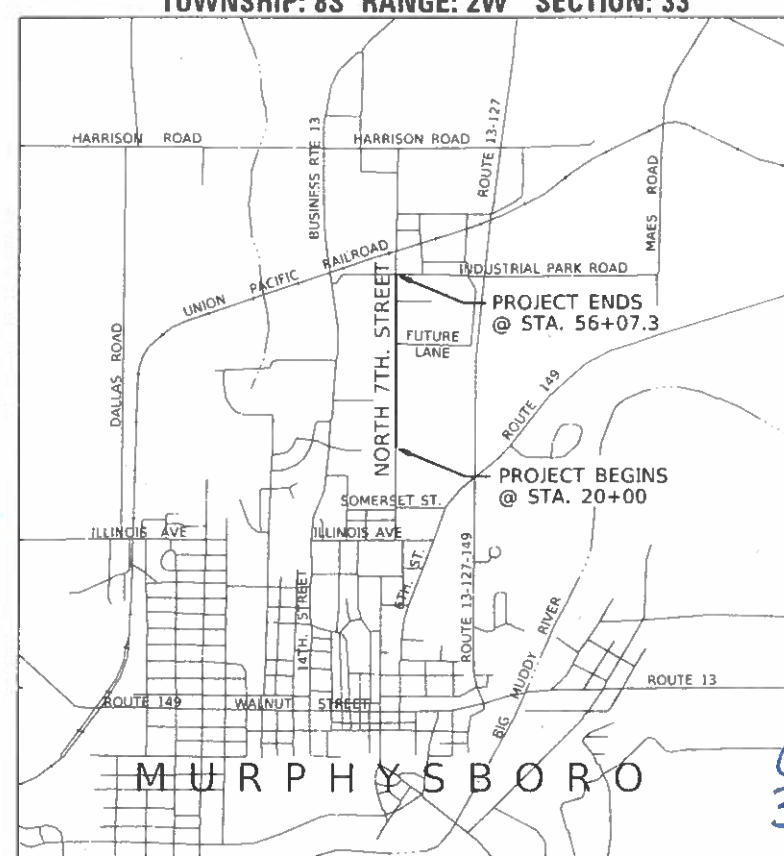 TOWNSHIP: 8S RANGE: 2W SECTION: 33
HARRISON ROAD
HARRISON ROAD
BUSINESS RTE 13
ROUTE 13-127
MAES ROAD
UNION PACIFIC RAILROAD
INDUSTRIAL PARK ROAD
PROJECT ENDS
@ STA. 56+07.3
NORTH 7TH. STREET
FUTURE
LANE
DALLAS ROAD
ROUTE 149
PROJECT BEGINS
@ STA. 20+00
SOMERSET ST.
ILLINOIS AVE
ILLINOIS AVE
6TH. ST.
ROUTE 13-127-149
14TH. STREET
BIG MUDDY RIVER
ROUTE 13
ROUTE 149
WALNUT STREET
MURPHYSBORO